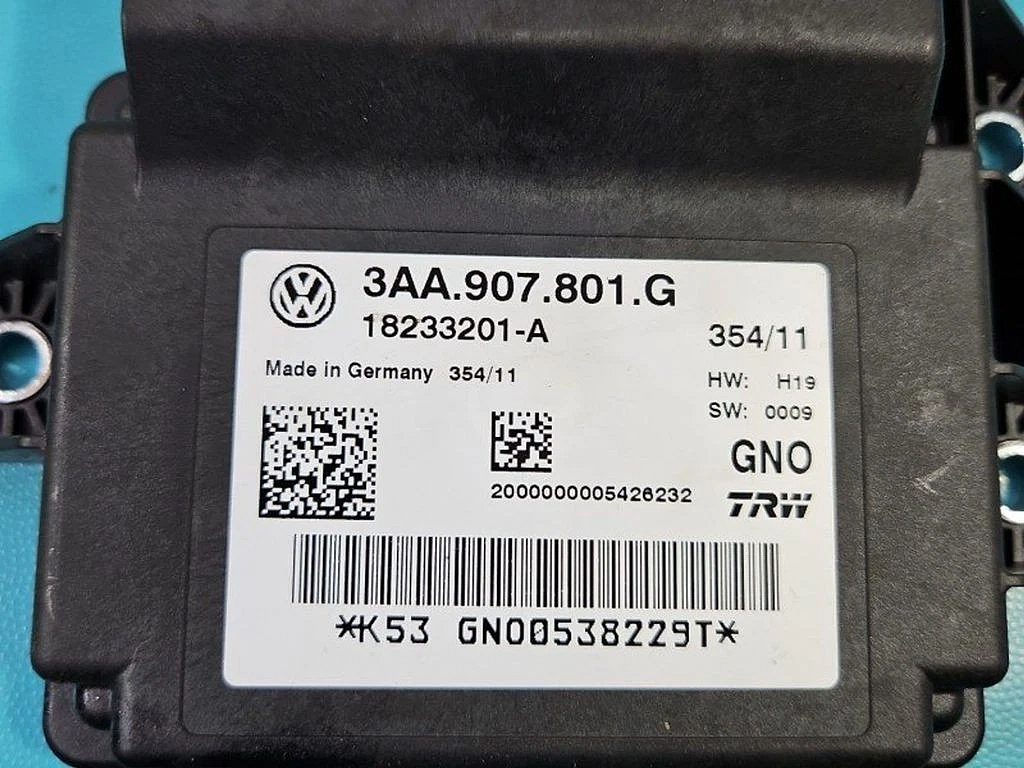 3AA.907.801.G
18233201-A
354/11
Made in Germany 354/11
HW: H19
SW: 0009
GNO
2000000005426232
TRW
*K53 GNO0538229T*